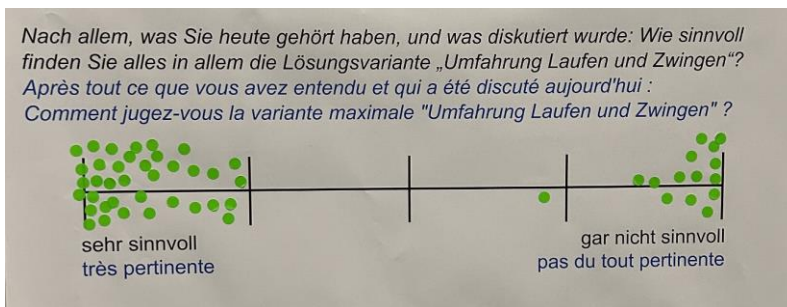 Nach allem, was Sie heute gehört haben, und was diskutiert wurde: Wie sinnvoll
finden Sie alles in allem die Lösungsvariante „Umfahrung Laufen und Zwingen“?
Après tout ce que vous avez entendu et qui a été discuté aujourd'hui :
Comment jugez-vous la variante maximale "Umfahrung Laufen und Zwingen" ?
sehr sinnvoll
très pertinente
gar nicht sinnvoll
pas du tout pertinente